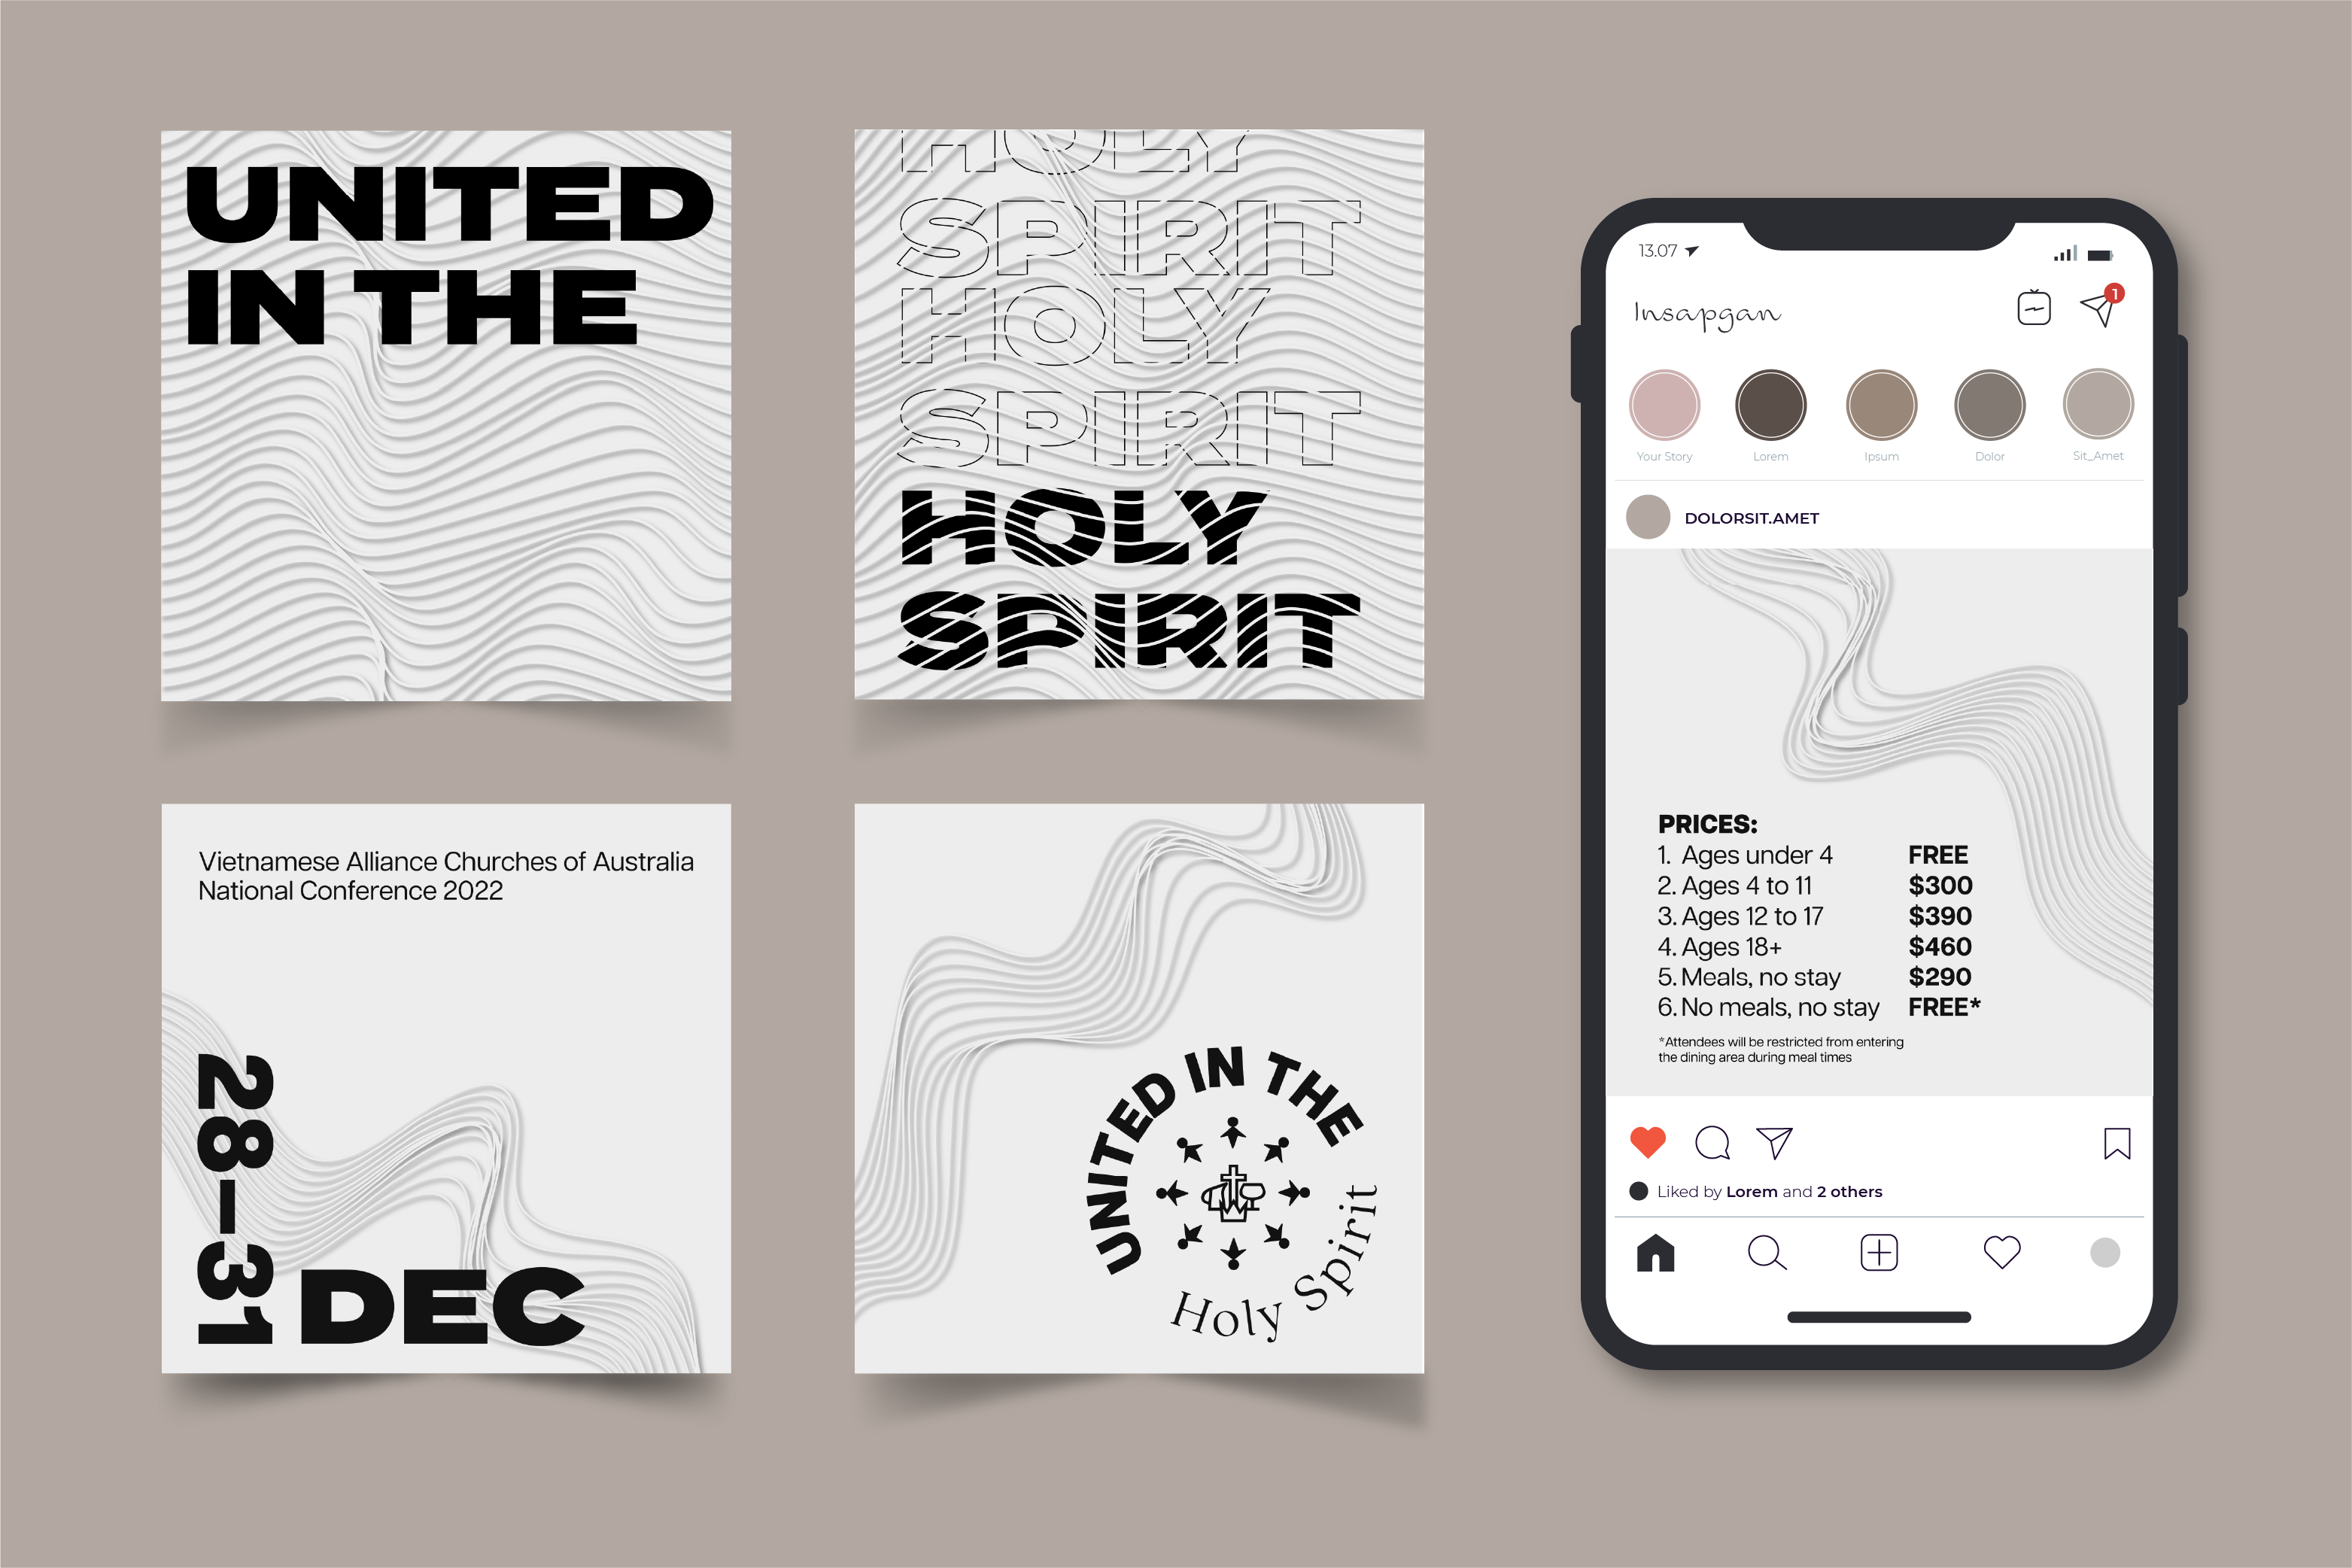 UNITED
IN THE
HOLY
SPIRIT
HOLY
SPIRIT
HOLY
SPIRIT
Vietnamese Alliance Churches of Australia
National Conference 2022
28–31
DEC
UNITED IN THE
Holy Spirit
13.07
Insapgan
1
Your Story
Lorem
Ipsum
Dolor
Sit_Amet
DOLORSIT.AMET
PRICES:
1. Ages under 4 FREE
2. Ages 4 to 11 $300
3. Ages 12 to 17 $390
4. Ages 18+ $460
5. Meals, no stay $290
6. No meals, no stay FREE*
*Attendees will be restricted from entering
the dining area during meal times
Liked by Lorem and 2 others